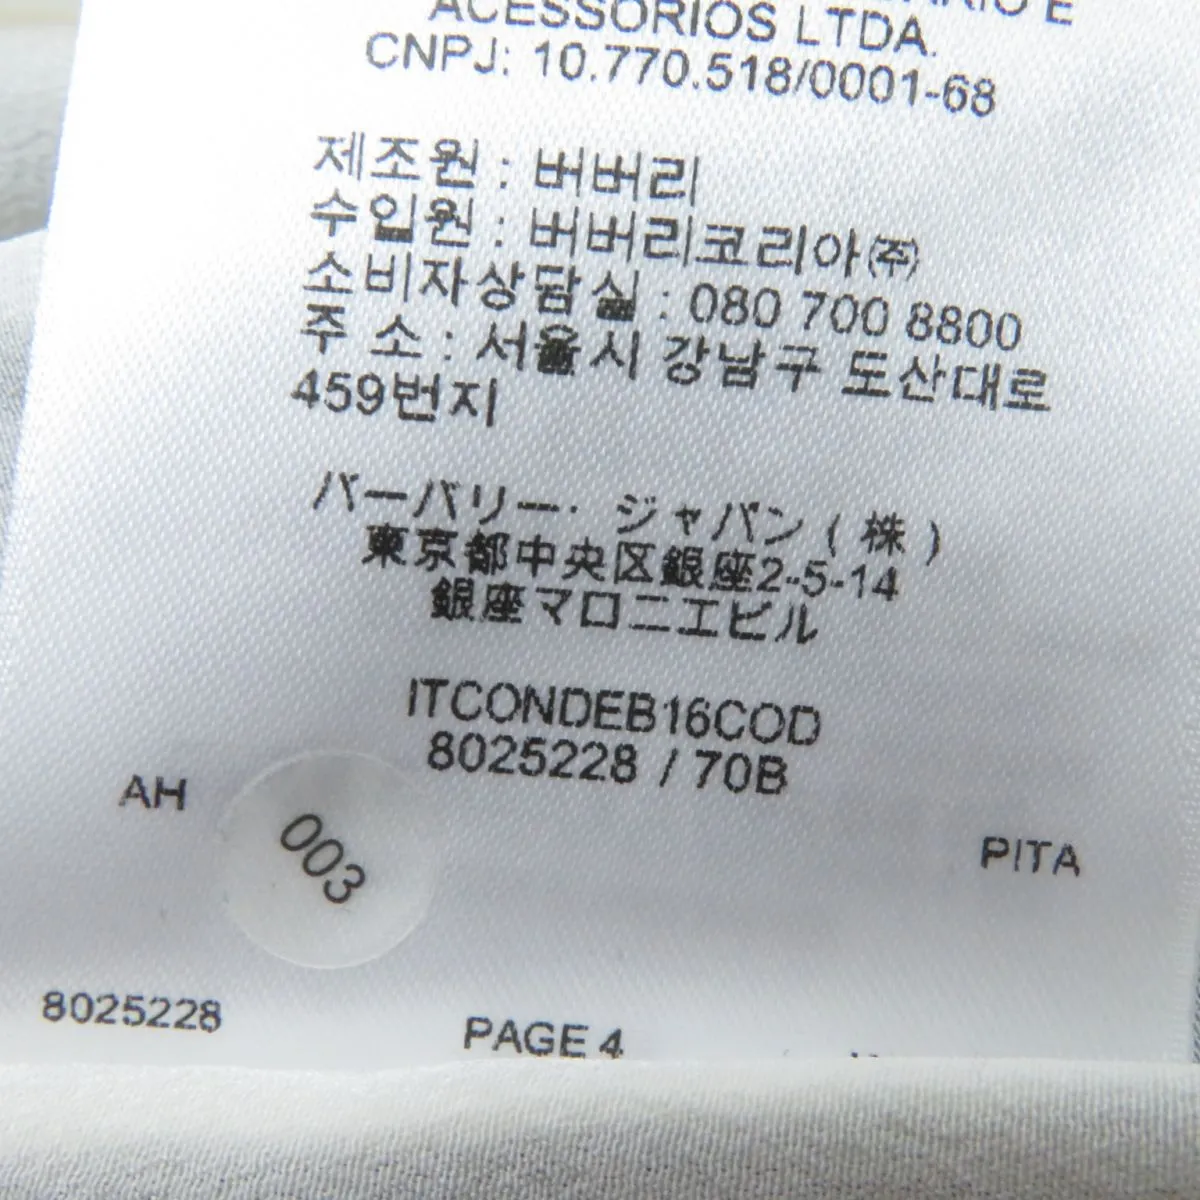 E
ACESSÓRIOS LTDA.
CNPJ: 10.770.518/0001-68
제조원 : 버버리
수입원 : 버버리코리아(주)
소비자상담실 : 080 700 8800
주 소 : 서울시 강남구 도산대로
459번지
バーバリー・ジャパン(株)
東京都中央区銀座2-5-14
銀座マロニエビル
ITCONDEB16COD
8025228 / 70B
AH
003
PITA
8025228
PAGE 4